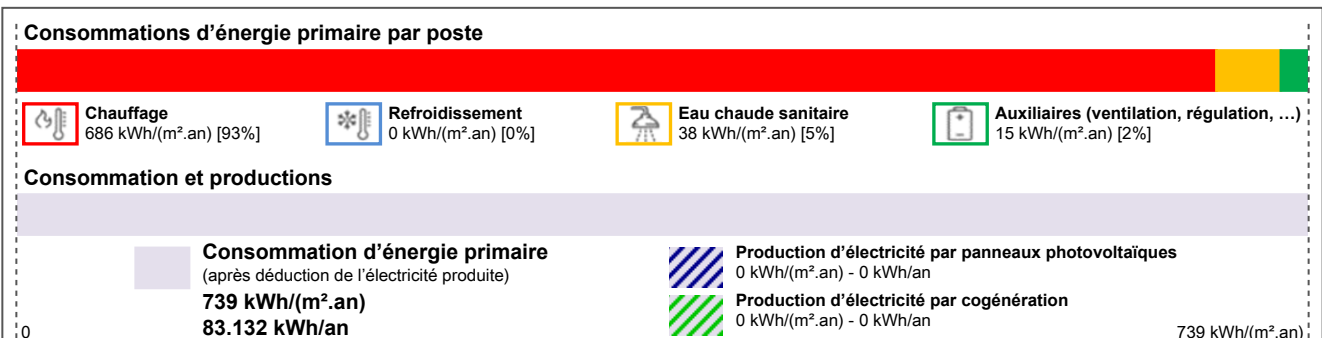 Consommations d'énergie primaire par poste
Chauffage
686 kWh/(m².an) [93%]
Refroidissement
0 kWh/(m².an) [0%]
Eau chaude sanitaire
38 kWh/(m².an) [5%]
Auxiliaires (ventilation, régulation, …)
15 kWh/(m².an) [2%]
Consommation et productions
Consommation d'énergie primaire
(après déduction de l'électricité produite)
739 kWh/(m².an)
83.132 kWh/an
Production d'électricité par panneaux photovoltaïques
0 kWh/(m².an) - 0 kWh/an
Production d'électricité par cogénération
0 kWh/(m².an) - 0 kWh/an
0
739 kWh/(m².an)